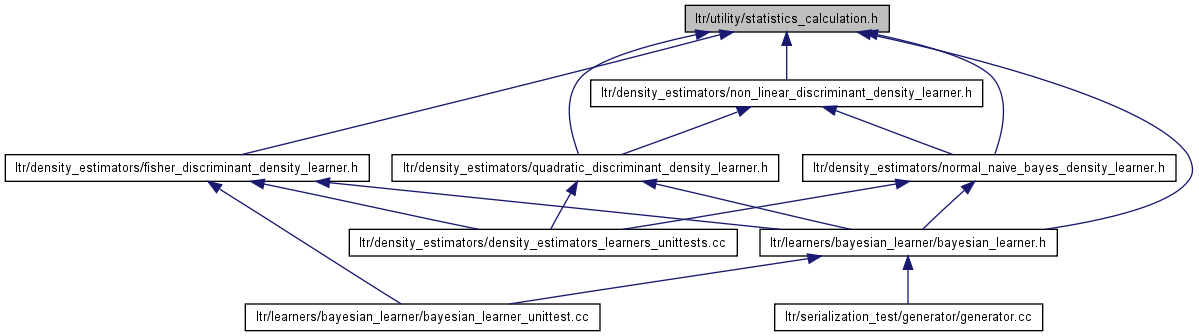 ltr/utility/statistics_calculation.h
ltr/density_estimators/non_linear_discriminant_density_learner.h
ltr/density_estimators/fisher_discriminant_density_learner.h
ltr/density_estimators/quadratic_discriminant_density_learner.h
ltr/density_estimators/normal_naive_bayes_density_learner.h
ltr/density_estimators/density_estimators_learners_unittests.cc
ltr/learners/bayesian_learner/bayesian_learner.h
ltr/learners/bayesian_learner/bayesian_learner_unittest.cc
ltr/serialization_test/generator/generator.cc